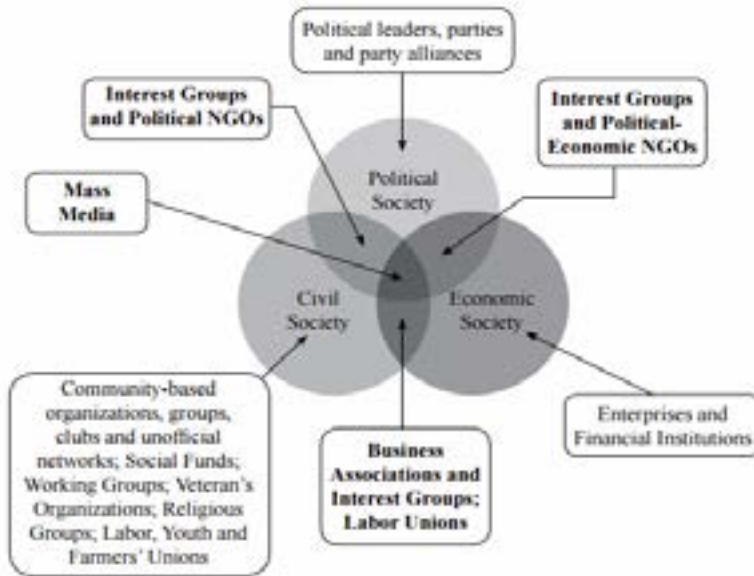 Political leaders, parties
and party alliances
Interest Groups
and Political NGOs
Interest Groups
and Political-
Economic NGOs
Mass
Media
Political
Society
Civil
Society
Economic
Society
Community-based
organizations, groups,
clubs and unofficial
networks; Social Funds;
Working Groups; Veteran's
Organizations; Religious
Groups; Labor, Youth and
Farmers' Unions
Business
Associations and
Interest Groups;
Labor Unions
Enterprises and
Financial Institutions